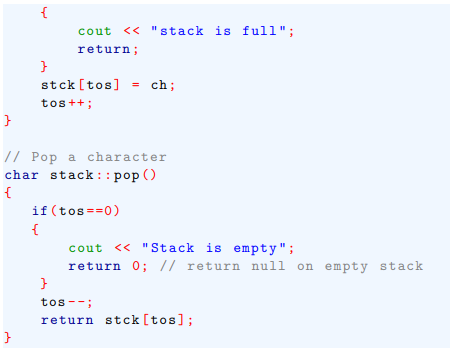 {
cout << "stack is full";
return;
}
stck[tos] = ch;
tos++;
}
// Pop a character
char stack::pop()
{
if(tos==0)
{
cout << "Stack is empty";
return 0; // return null on empty stack
}
tos--;
return stck[tos];
}